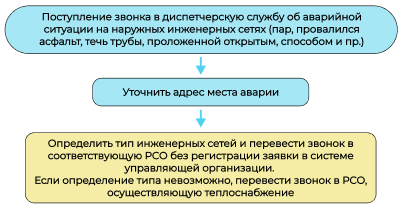 Поступление звонка в диспетчерскую службу об аварийной
ситуации на наружных инженерных сетях (пар, провалился
асфальт, течь трубы, проложенной открытым, способом и пр.)
Уточнить адрес места аварии
Определить тип инженерных сетей и перевести звонок в
соответствующую РСО без регистрации заявки в системе
управляющей организации.
Если определение типа невозможно, перевести звонок в РСО,
осуществляющую теплоснабжение